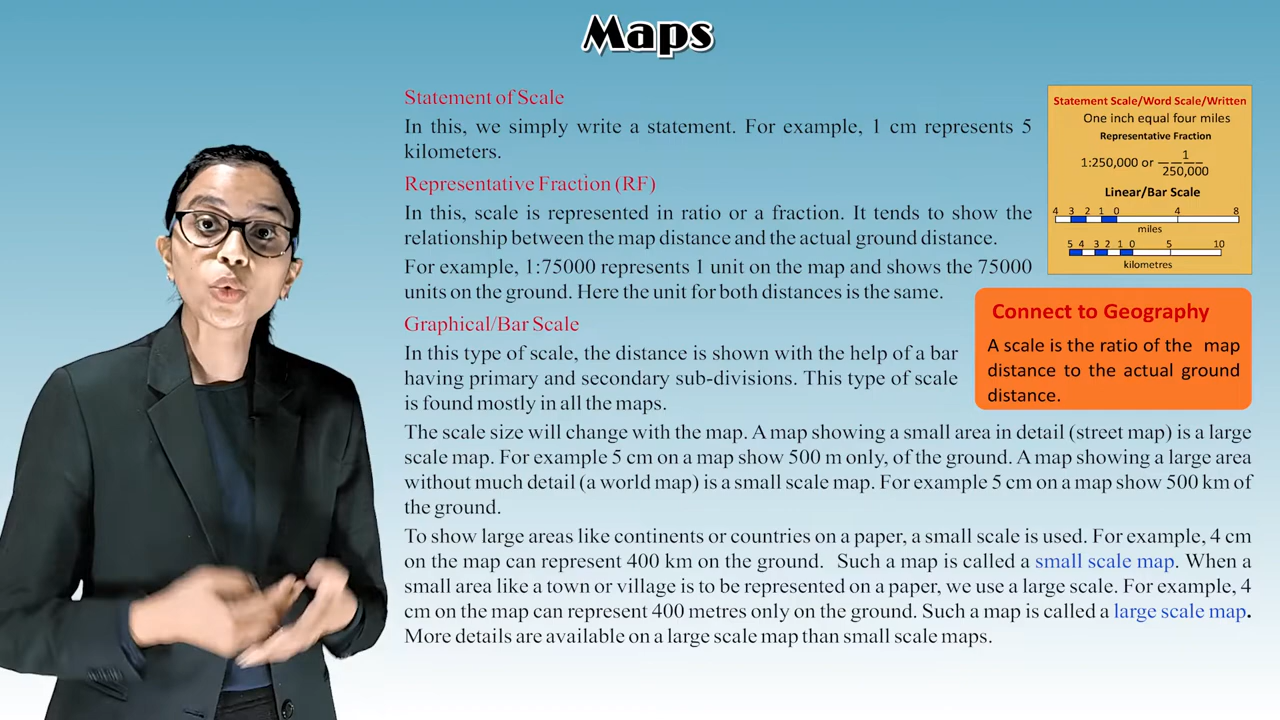 Maps
Statement of Scale
In this, we simply write a statement. For example, 1 cm represents 5
kilometers.
Representative Fraction (RF)
In this, scale is represented in ratio or a fraction. It tends to show the
relationship between the map distance and the actual ground distance.
For example, 1:75000 represents 1 unit on the map and shows the 75000
units on the ground. Here the unit for both distances is the same.
Graphical/Bar Scale
In this type of scale, the distance is shown with the help of a bar
having primary and secondary sub-divisions. This type of scale
is found mostly in all the maps.
The scale size will change with the map. A map showing a small area in detail (street map) is a large
scale map. For example 5 cm on a map show 500 m only, of the ground. A map showing a large area
without much detail (a world map) is a small scale map. For example 5 cm on a map show 500 km of
the ground.
To show large areas like continents or countries on a paper, a small scale is used. For example, 4 cm
on the map can represent 400 km on the ground. Such a map is called a small scale map. When a
small area like a town or village is to be represented on a paper, we use a large scale. For example, 4
cm on the map can represent 400 metres only on the ground. Such a map is called a large scale map.
More details are available on a large scale map than small scale maps.
Statement Scale/Word Scale/Written
One inch equal four miles
Representative Fraction
1:250,000 or 1
250,000
Linear/Bar Scale
4 3 2 1 0 4 8
miles
5 4 3 2 1 0 5 10
kilometres
Connect to Geography
A scale is the ratio of the map
distance to the actual ground
distance.